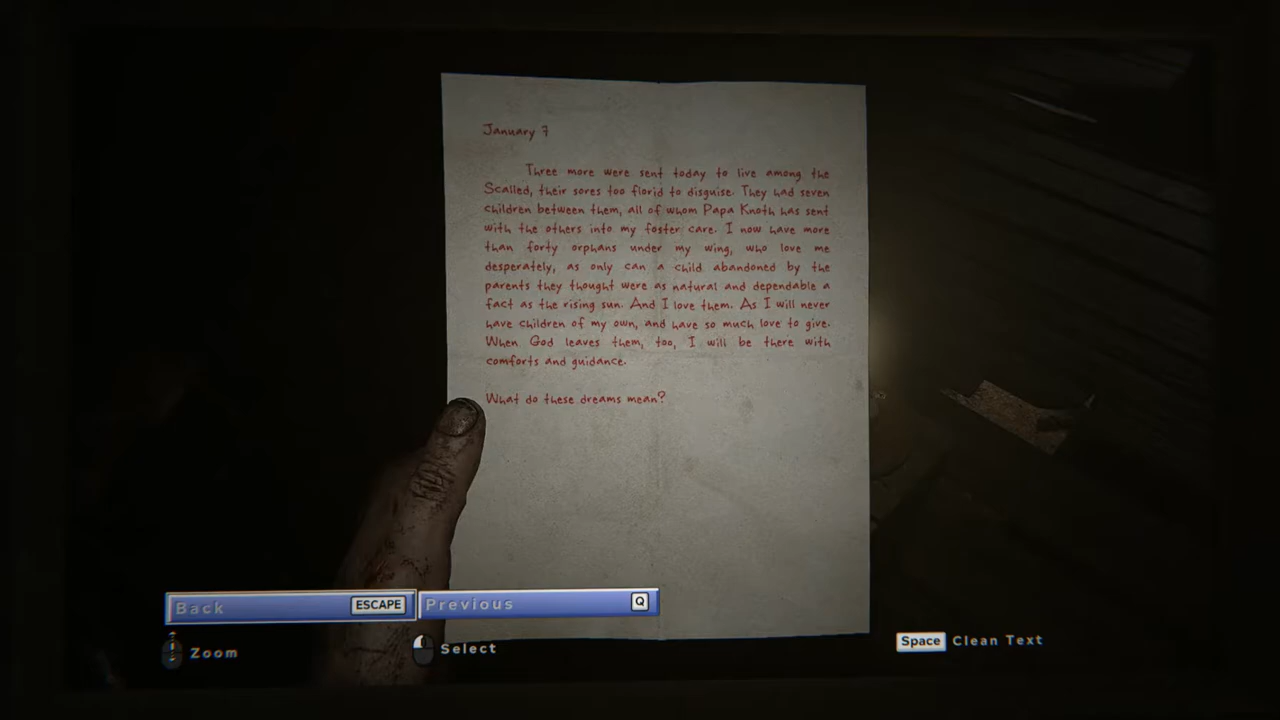 January 7
Three more were sent today to live among the
Scalled, their sores too florid to disguise. They had seven
children between them, all of whom Papa Knoth has sent
with the others into my foster care. I now have more
than forty orphans under my wing, who love me
desperately, as only can a child abandoned by the
parents they thought were as natural and dependable a
fact as the rising sun. And I love them. As I will never
have children of my own, and have so much love to give.
When God leaves them, too, I will be there with
comforts and guidance.
What do these dreams mean?
Back ESCAPE Previous Q
Zoom Select Space Clean Text